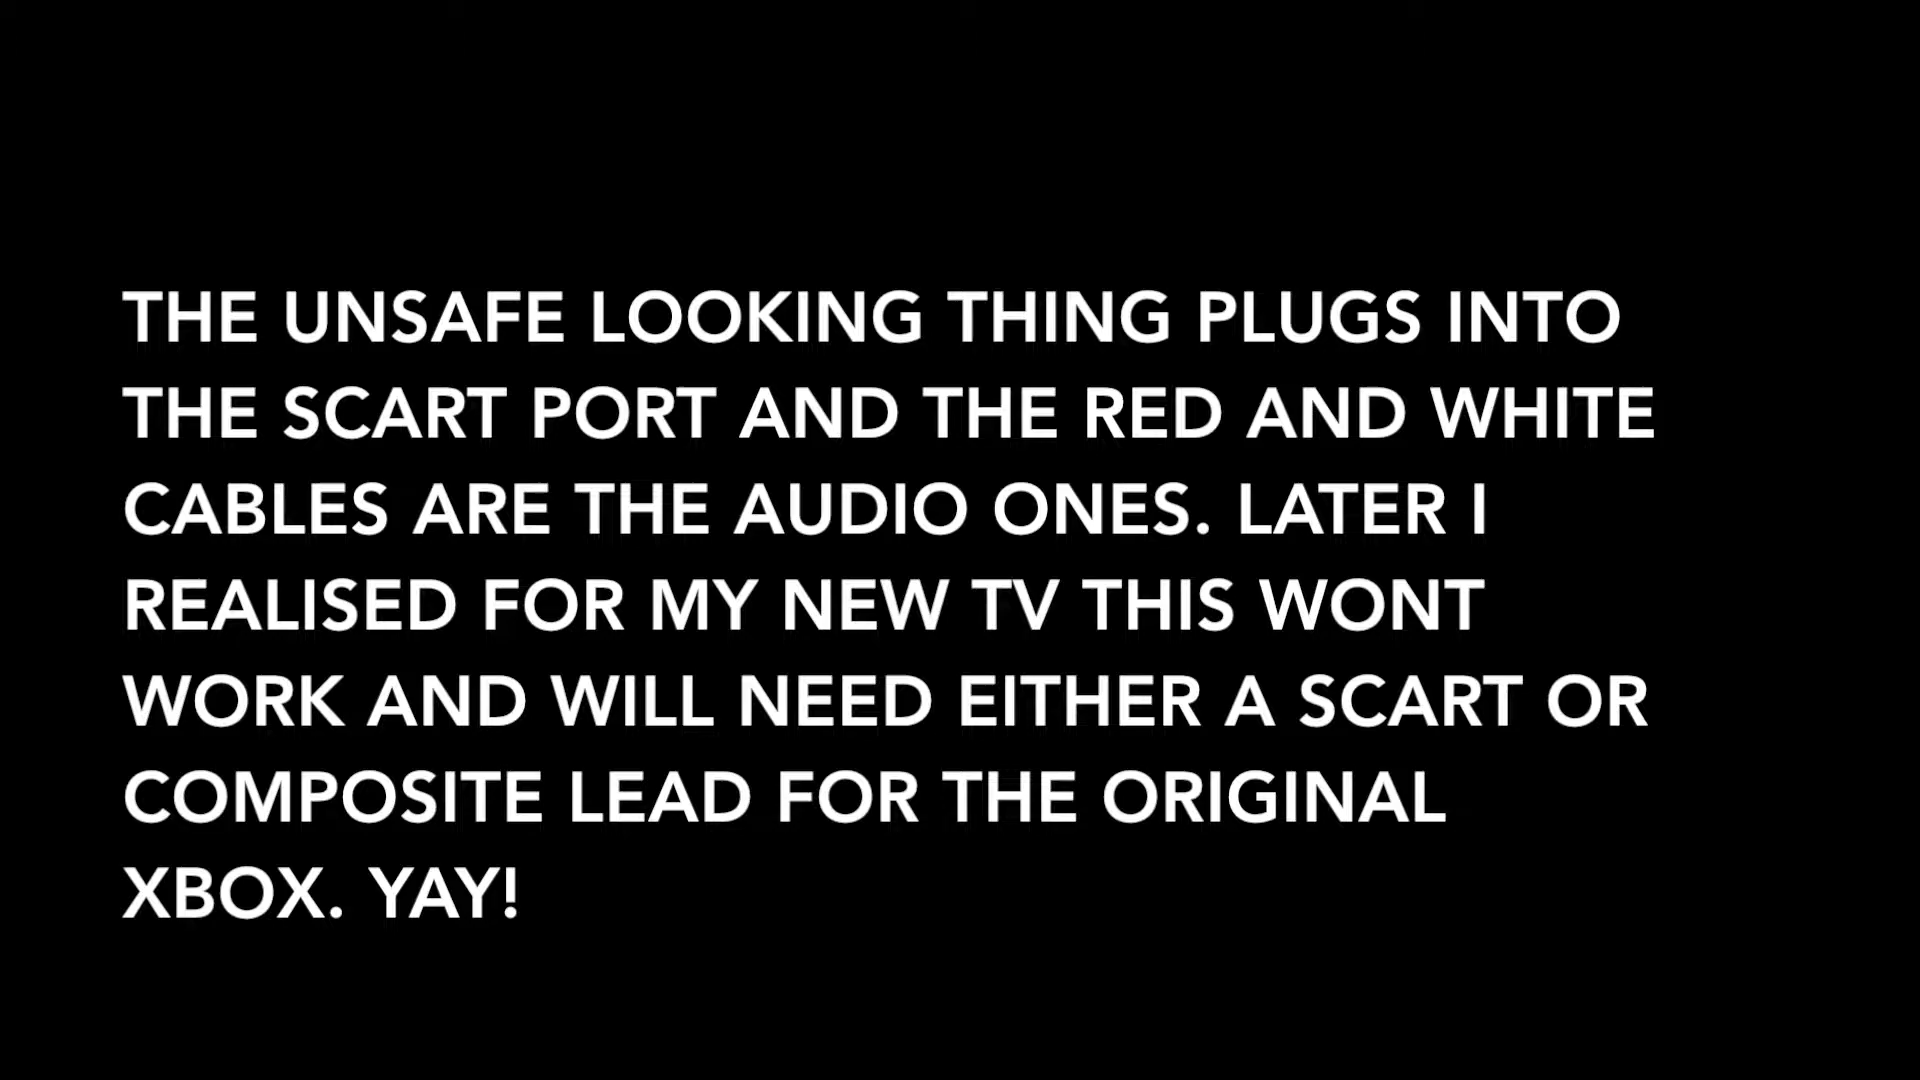 THE UNSAFE LOOKING THING PLUGS INTO
THE SCART PORT AND THE RED AND WHITE
CABLES ARE THE AUDIO ONES. LATER I
REALISED FOR MY NEW TV THIS WONT
WORK AND WILL NEED EITHER A SCART OR
COMPOSITE LEAD FOR THE ORIGINAL
XBOX. YAY!